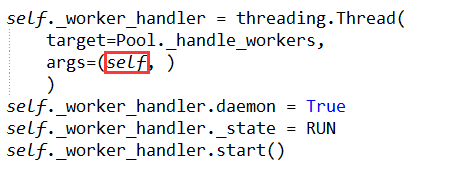 self._worker_handler = threading.Thread(
    target=Pool._handle_workers,
    args=(self, )
    )
self._worker_handler.daemon = True
self._worker_handler._state = RUN
self._worker_handler.start()